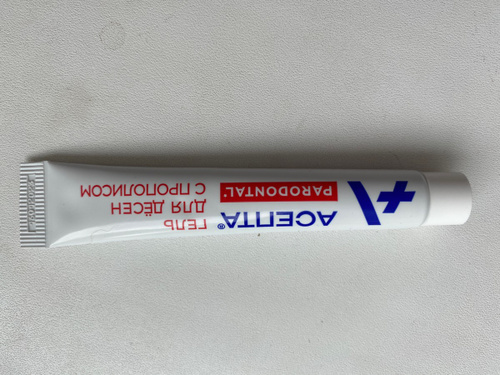 АСЕПТА®
PARODONTAL®
ГЕЛЬ
ДЛЯ ДЁСЕН
С ПРОПОЛИСОМ